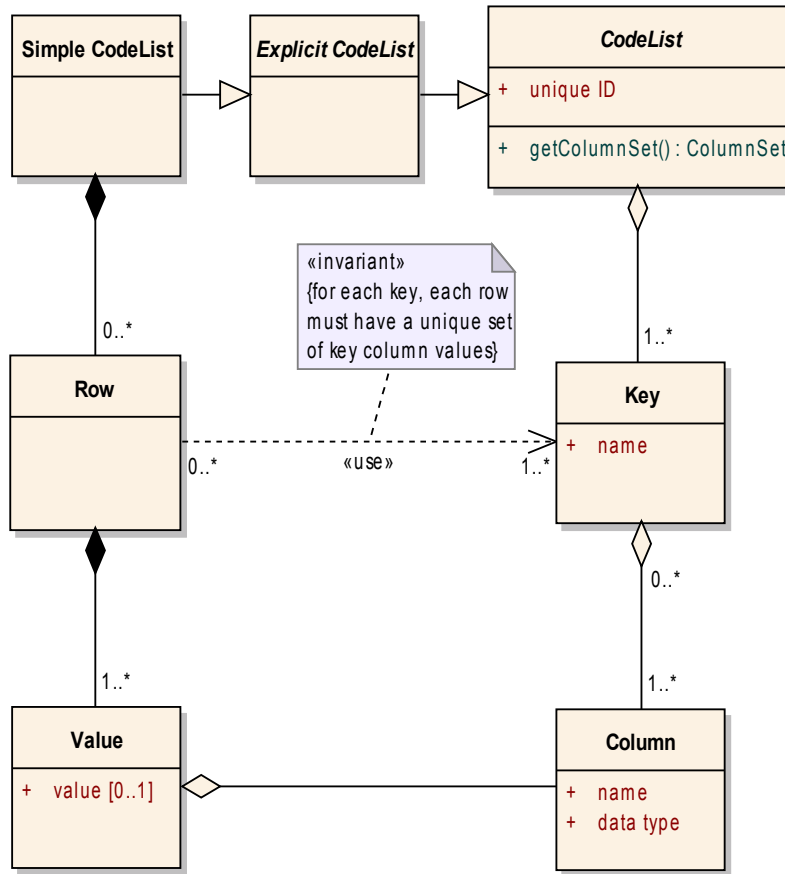 Simple CodeList
Explicit CodeList
CodeList
+ unique ID
+ getColumnSet() : ColumnSet
«invariant»
{for each key, each row
must have a unique set
of key column values}
0..*
1..*
Row
Key
+ name
0..*
«use»
1..*
0..*
1..*
1..*
Value
+ value [0..1]
Column
+ name
+ data type